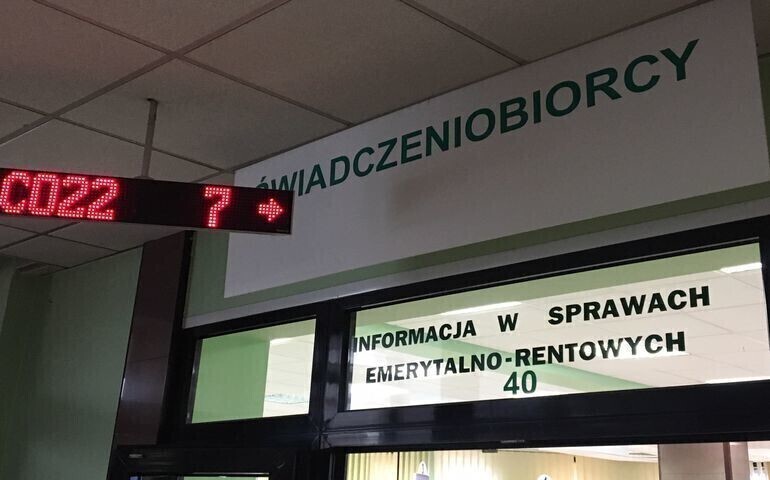 ŚWIADCZENIOBIORCY
C022 7 →
INFORMACJA W SPRAWACH
EMERYTALNO-RENTOWYCH
40